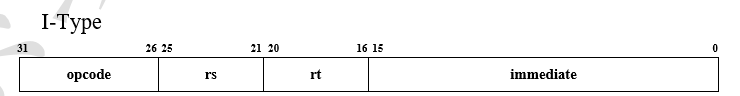 I-Type
31 26 25 21 20 16 15 0
opcode rs rt immediate